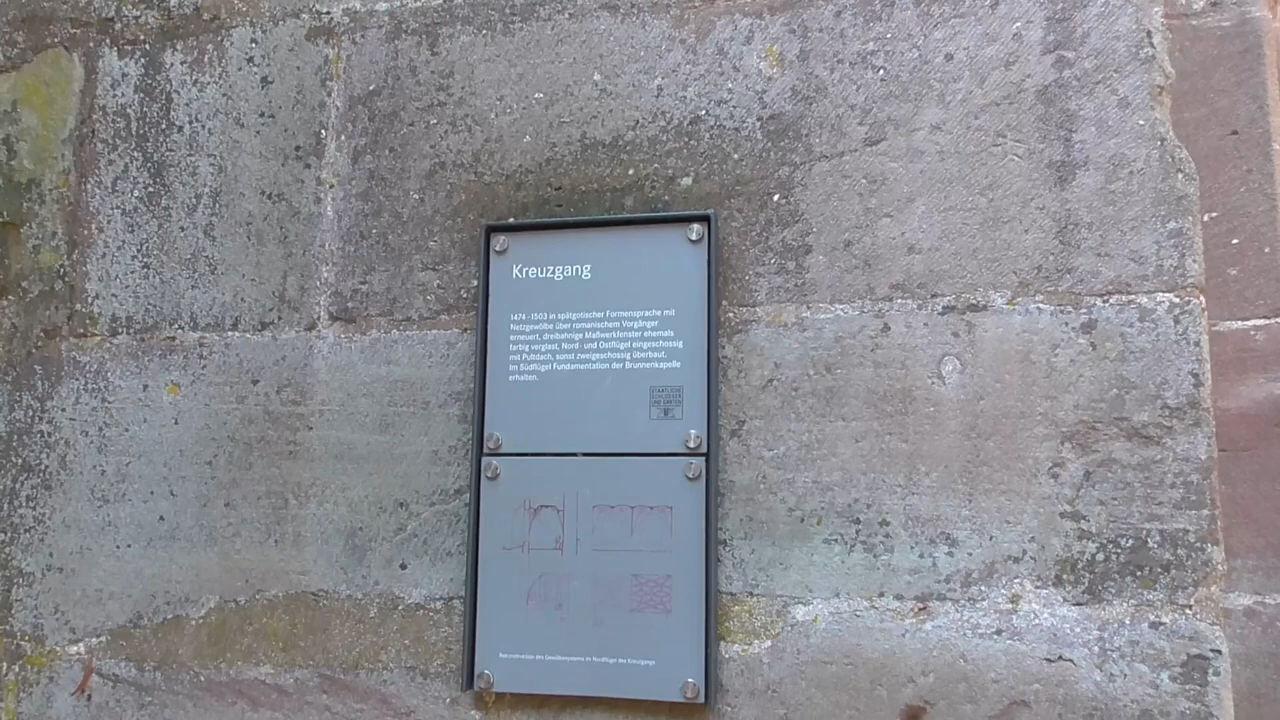 Kreuzgang
1474-1503 in spätgotischer Formensprache mit
Netzgewölbe über romanischem Vorgänger
erneuert, dreibahnige Maßwerkfenster ehemals
farbig verglast, Nord- und Ostflügel eingeschossig
mit Pultdach, sonst zweigeschossig überbaut.
Im Südflügel Fundamentation der Brunnenkapelle
erhalten.
STAATLICHE
SCHLÖSSER
UND GÄRTEN
Rekonstruktion des Gewölbesystems im Nordflügel des Kreuzgangs